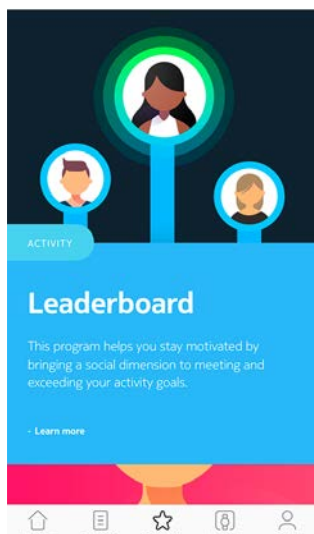 ACTIVITY
Leaderboard
This program helps you stay motivated by
bringing a social dimension to meeting and
exceeding your activity goals.
- Learn more